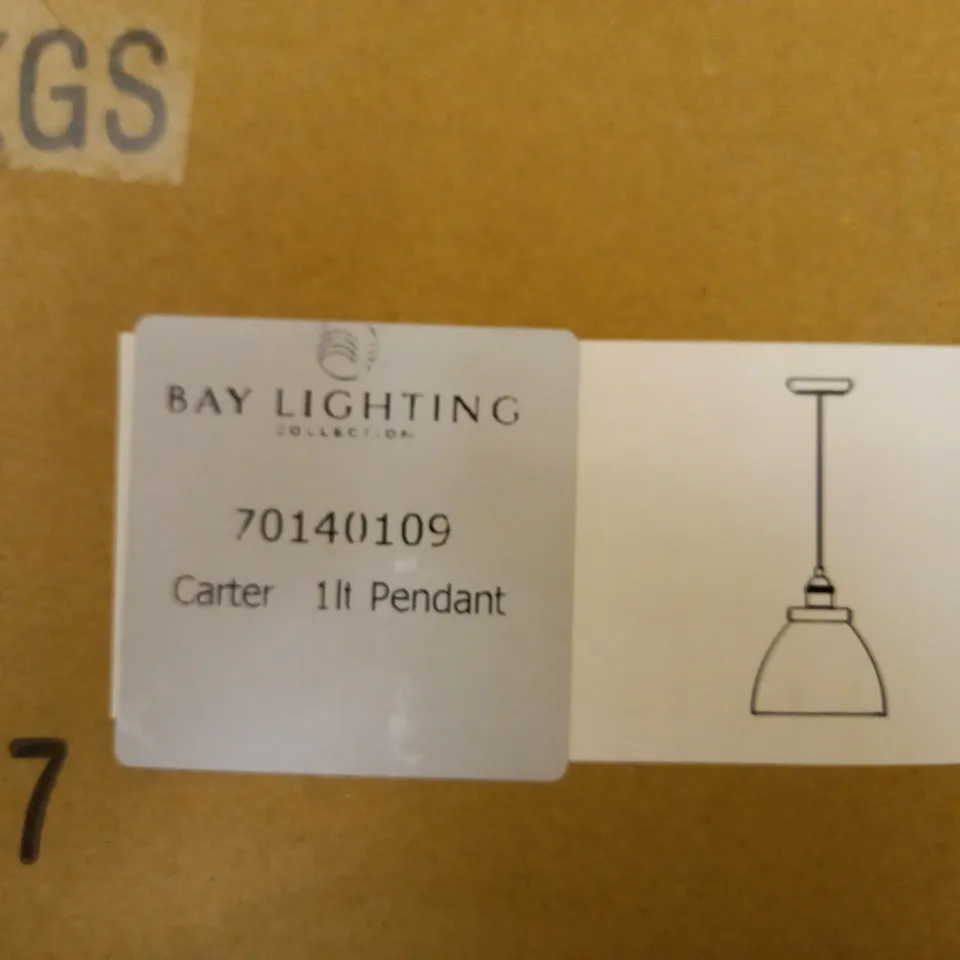 KGS
BAY LIGHTING
COLLECTION
70140109
Carter 1lt Pendant
7